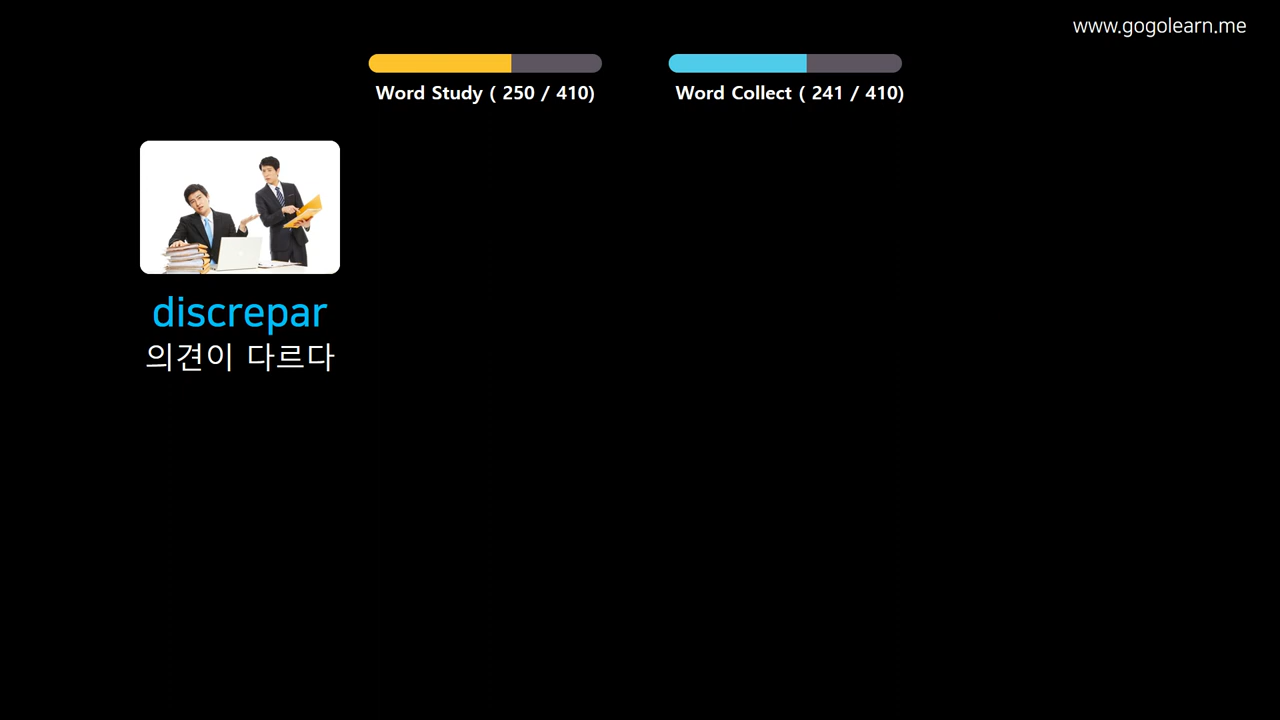 www.gogolearn.me
Word Study ( 250 / 410)
Word Collect ( 241 / 410)
discrepar
의견이 다르다